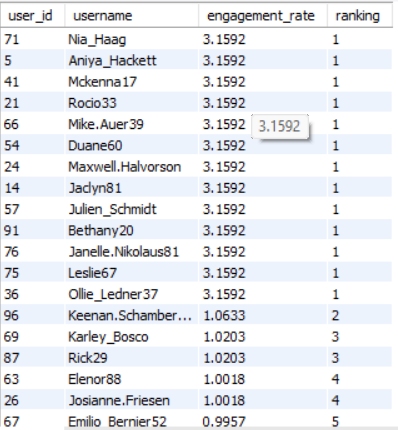 user_id username engagement_rate ranking
71 Nia_Haag 3.1592 1
5 Aniya_Hackett 3.1592 1
41 Mckenna17 3.1592 1
21 Rocio33 3.1592 1
66 Mike.Auer39 3.1592 3.1592 1
54 Duane60 3.1592 1
24 Maxwell.Halvorson 3.1592 1
14 Jaclyn81 3.1592 1
57 Julien_Schmidt 3.1592 1
91 Bethany20 3.1592 1
76 Janelle.Nikolaus81 3.1592 1
75 Leslie67 3.1592 1
36 Ollie_Ledner37 3.1592 1
96 Keenan.Schamber... 1.0633 2
69 Karley_Bosco 1.0203 3
87 Rick29 1.0203 3
63 Elenor88 1.0018 4
26 Josianne.Friesen 1.0018 4
67 Emilio_Bernier52 0.9957 5